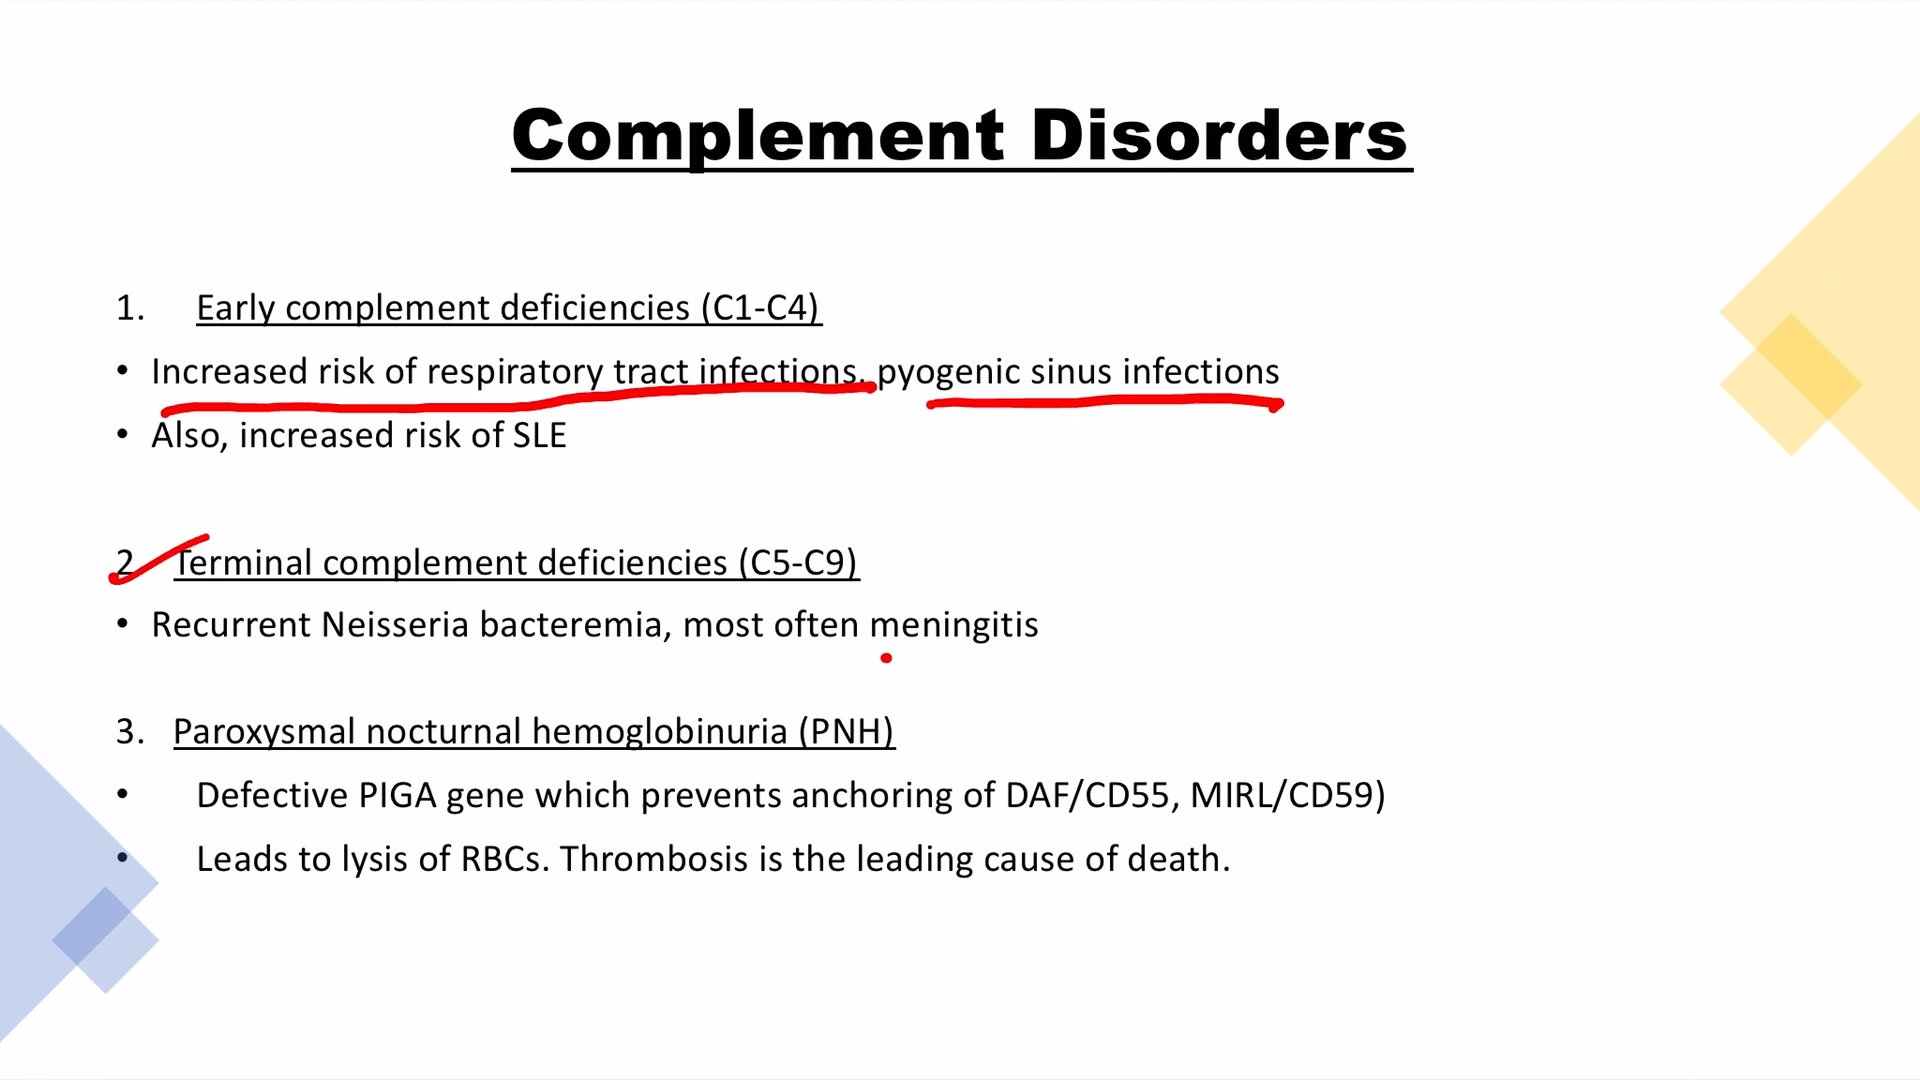 Complement Disorders
1. Early complement deficiencies (C1-C4)
• Increased risk of respiratory tract infections. pyogenic sinus infections
• Also, increased risk of SLE
2 Terminal complement deficiencies (C5-C9)
• Recurrent Neisseria bacteremia, most often meningitis
3. Paroxysmal nocturnal hemoglobinuria (PNH)
• Defective PIGA gene which prevents anchoring of DAF/CD55, MIRL/CD59)
• Leads to lysis of RBCs. Thrombosis is the leading cause of death.